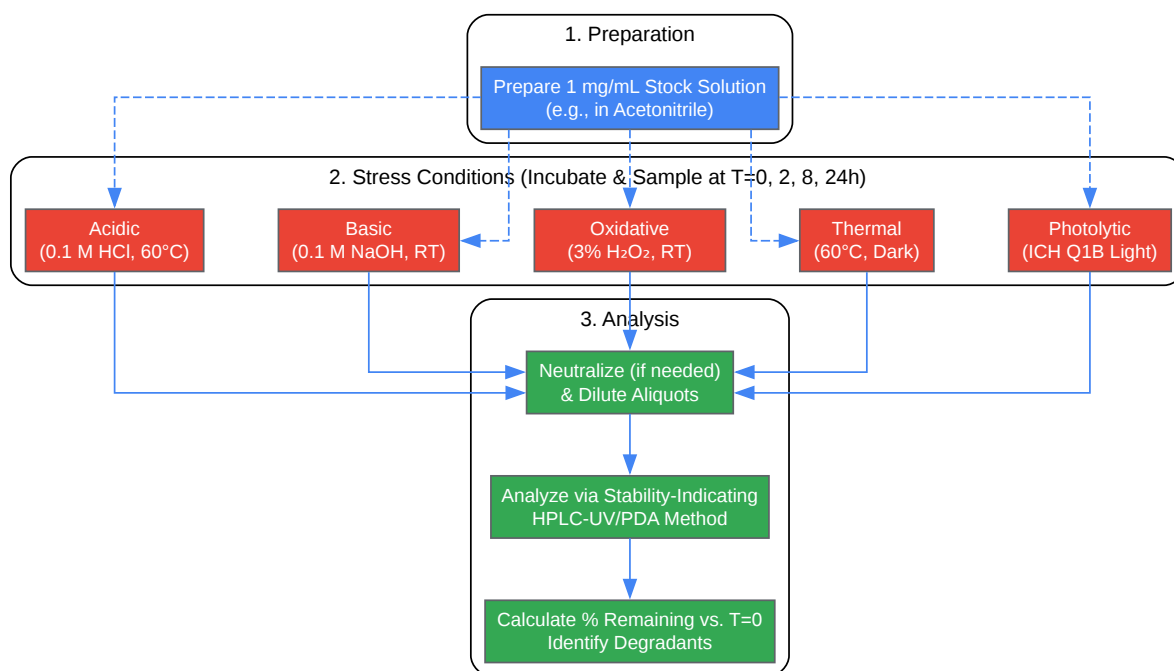 1. Preparation
Prepare 1 mg/mL Stock Solution
(e.g., in Acetonitrile)
2. Stress Conditions (Incubate & Sample at T=0, 2, 8, 24h)
Acidic
(0.1 M HCl, 60°C)
Basic
(0.1 M NaOH, RT)
Oxidative
(3% H₂O₂, RT)
Thermal
(60°C, Dark)
Photolytic
(ICH Q1B Light)
3. Analysis
Neutralize (if needed)
& Dilute Aliquots
Analyze via Stability-Indicating
HPLC-UV/PDA Method
Calculate % Remaining vs. T=0
Identify Degradants